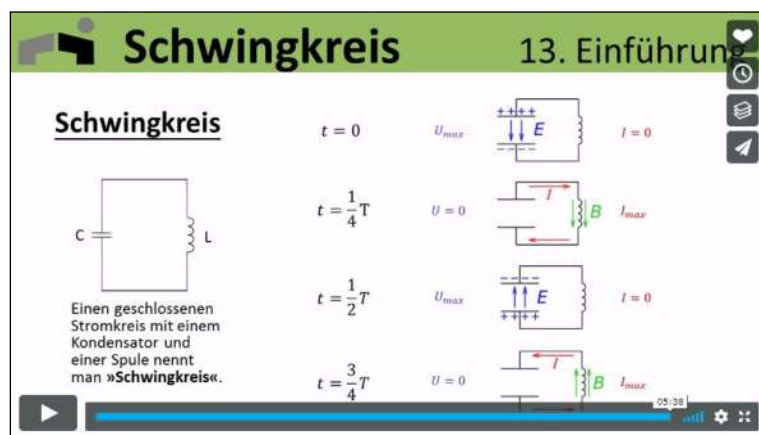 Schwingkreis 13. Einführung
Schwingkreis
C L
Einen geschlossenen
Stromkreis mit einem
Kondensator und
einer Spule nennt
man »Schwingkreis«.
t = 0 U_max ++++ E ---- I = 0
t = 1/4 T U = 0 I B I_max
t = 1/2 T U_max ---- E ++++ I = 0
t = 3/4 T U = 0 I B I_max
05:38